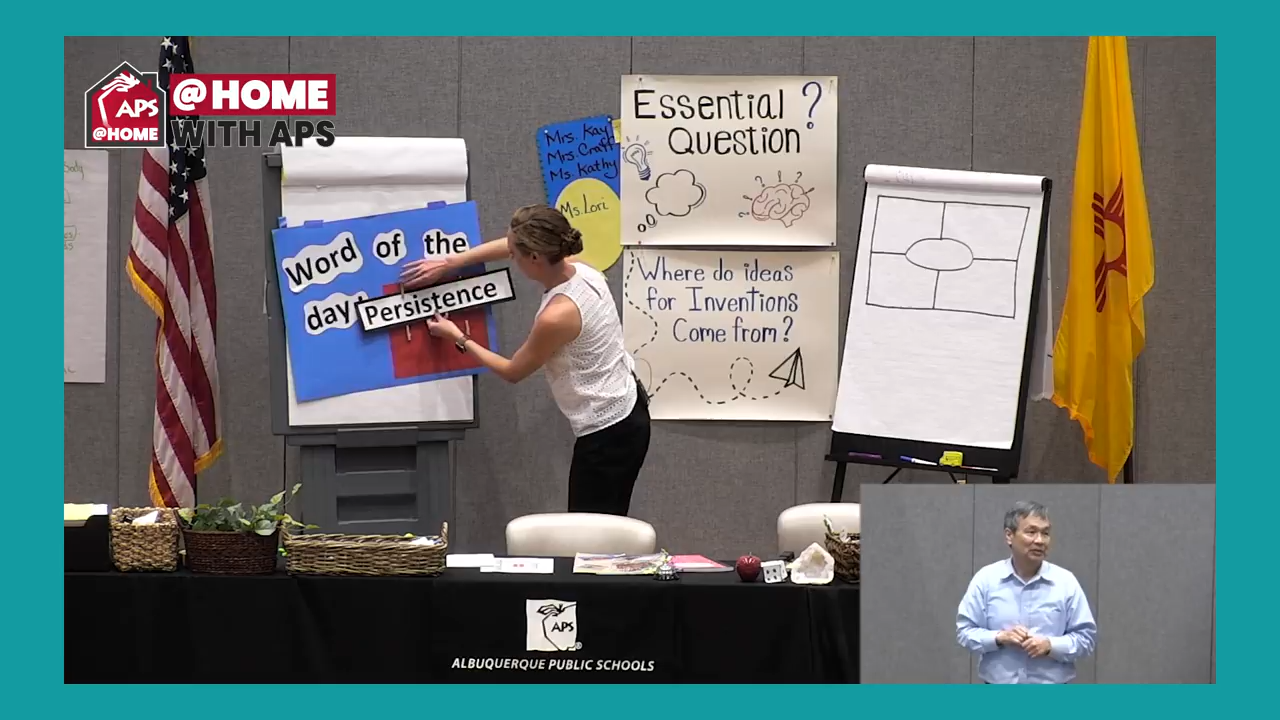 @HOME
WITH APS
APS
@HOME
Word of the
day
Persistence
Mrs. Kay
Mrs. Craff
Ms. Kathy
Ms. Lori
Essential ?
Question
Where do ideas
for Inventions
Come from?
APS
ALBUQUERQUE PUBLIC SCHOOLS